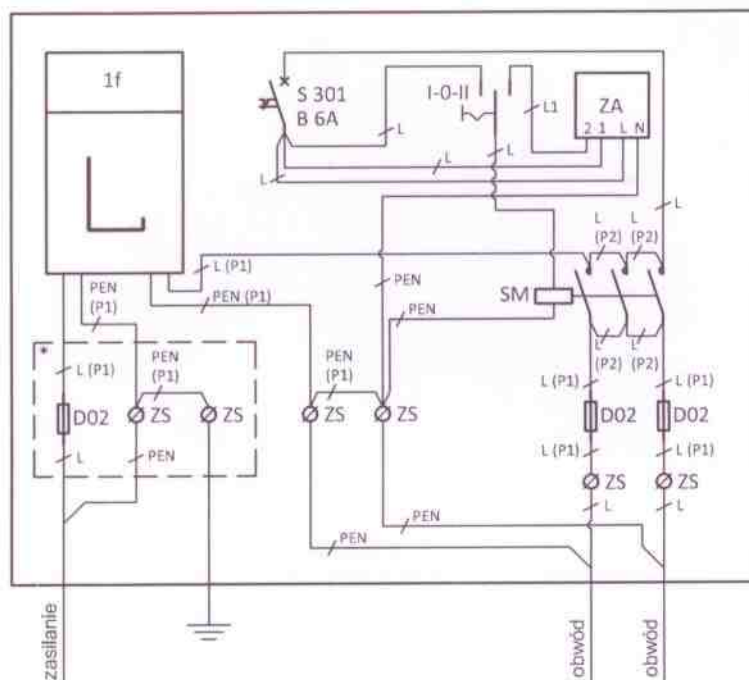 1f
S 301
B 6A
I-0-II
L1
ZA
2 1 L N
L
L
L
L
L
L (P2)
L (P2)
L (P1)
PEN (P1)
PEN (P1)
PEN
PEN
SM
*
L (P1)
PEN (P1)
PEN (P1)
L (P2)
L (P2)
L (P1)
L (P1)
D02
ZS
ZS
ZS
ZS
D02
D02
L
PEN
L (P1)
L (P1)
ZS
ZS
L
L
PEN
PEN
zasilanie
obwód
obwód